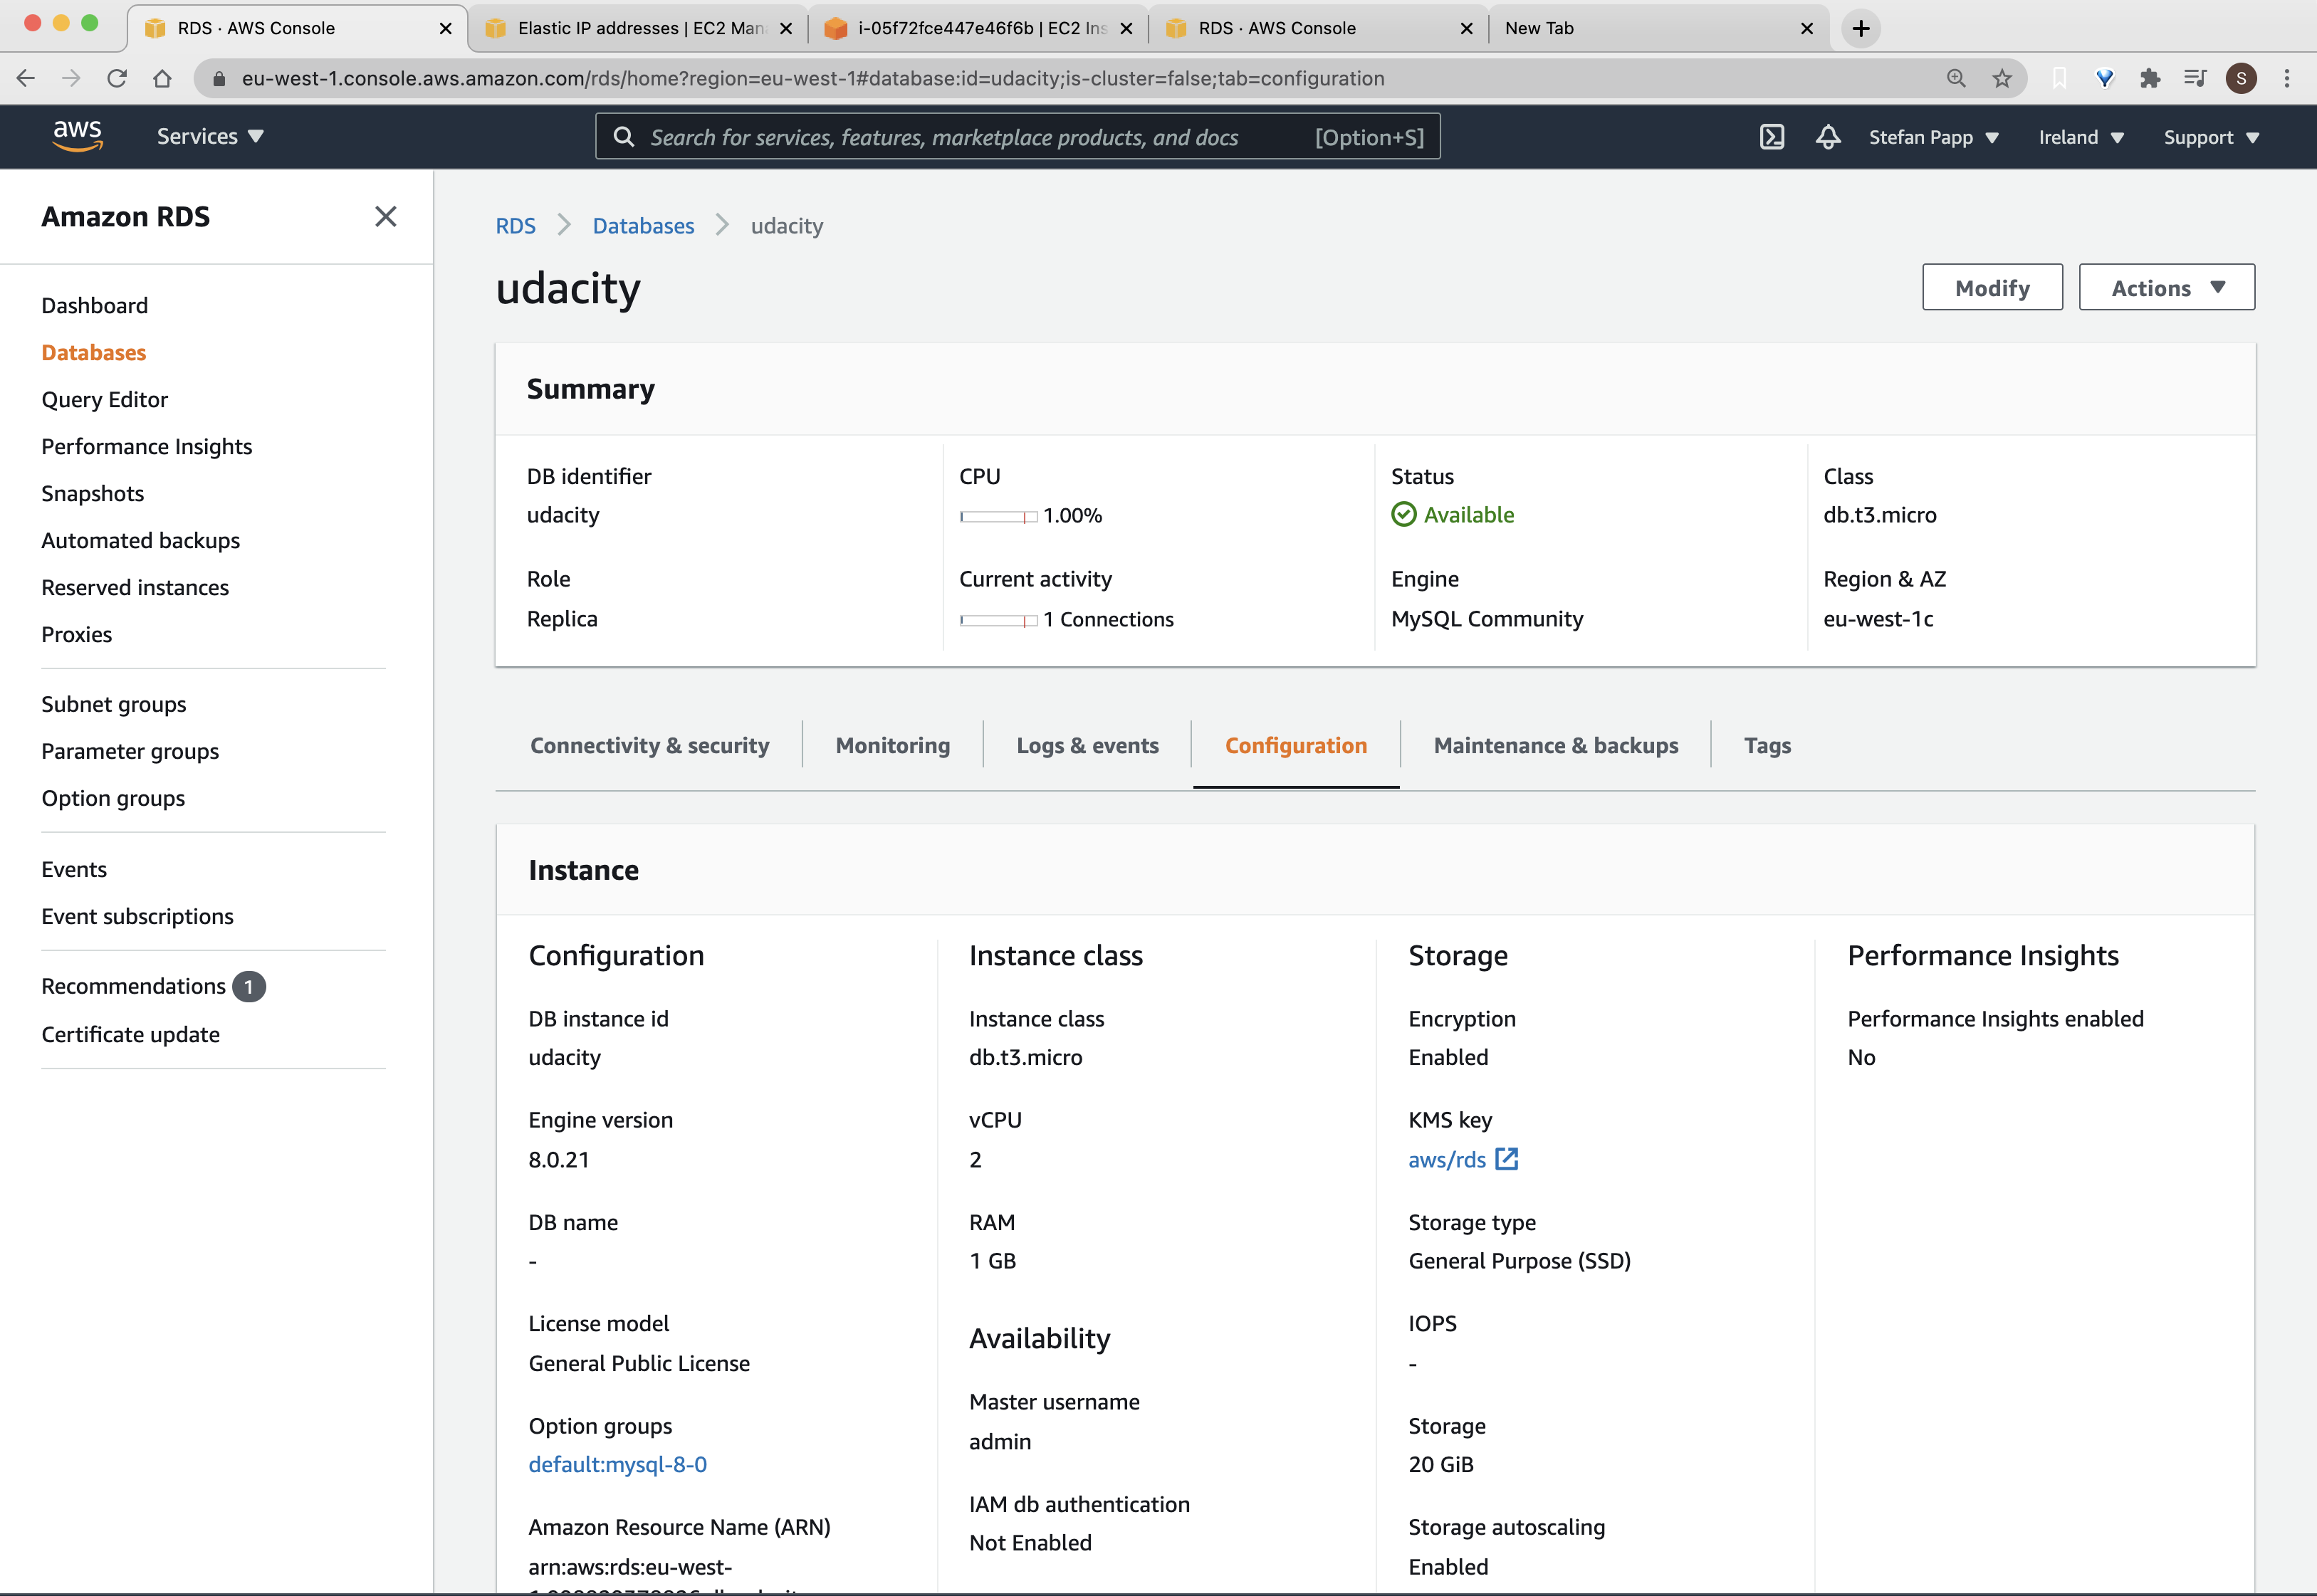 RDS · AWS Console
Elastic IP addresses | EC2 Man
i-05f72fce447e46f6b | EC2 Ins
RDS · AWS Console
New Tab
eu-west-1.console.aws.amazon.com/rds/home?region=eu-west-1#database:id=udacity;is-cluster=false;tab=configuration
S
aws
Services
Search for services, features, marketplace products, and docs
[Option+S]
Stefan Papp
Ireland
Support
Amazon RDS
Dashboard
Databases
Query Editor
Performance Insights
Snapshots
Automated backups
Reserved instances
Proxies
Subnet groups
Parameter groups
Option groups
Events
Event subscriptions
Recommendations 1
Certificate update
RDS > Databases > udacity
udacity
Modify
Actions
Summary
DB identifier
udacity
CPU
1.00%
Status
Available
Class
db.t3.micro
Role
Replica
Current activity
1 Connections
Engine
MySQL Community
Region & AZ
eu-west-1c
Connectivity & security
Monitoring
Logs & events
Configuration
Maintenance & backups
Tags
Instance
Configuration
DB instance id
udacity
Engine version
8.0.21
DB name
-
License model
General Public License
Option groups
default:mysql-8-0
Amazon Resource Name (ARN)
arn:aws:rds:eu-west-
Instance class
Instance class
db.t3.micro
vCPU
2
RAM
1 GB
Availability
Master username
admin
IAM db authentication
Not Enabled
Storage
Encryption
Enabled
KMS key
aws/rds
Storage type
General Purpose (SSD)
IOPS
-
Storage
20 GiB
Storage autoscaling
Enabled
Performance Insights
Performance Insights enabled
No